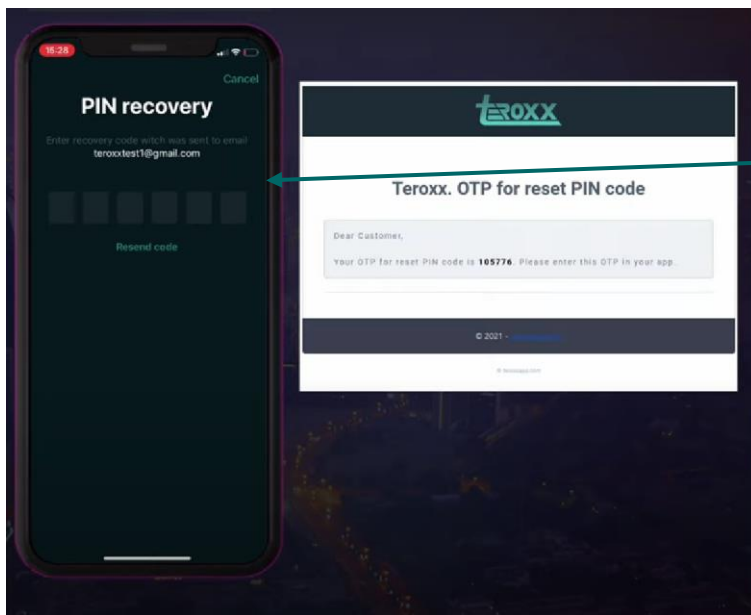 16:28
Cancel
PIN recovery
Enter recovery code witch was sent to email
teroxxtest1@gmail.com
Resend code
teroxx
Teroxx. OTP for reset PIN code
Dear Customer,
Your OTP for reset PIN code is 105776. Please enter this OTP in your app.
© 2021 -